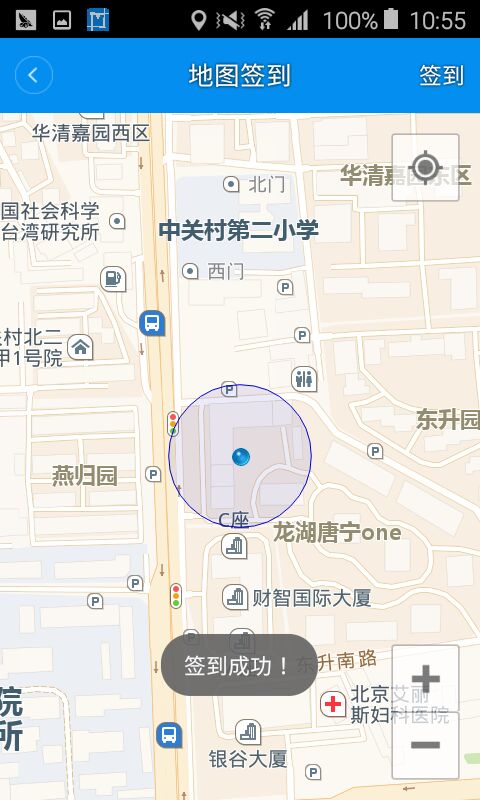 100% 10:55
地图签到 签到
华清嘉园西区
北门
华清嘉园东区
国社会科学
台湾研究所
中关村第二小学
西门
P
村北二
甲1号院
P
P
东升园
P
燕归园
P
C座
龙湖唐宁one
P
财智国际大厦
P
P
签到成功！
东升南路
北京艾丽
斯妇科医院
院
所
银谷大厦
P